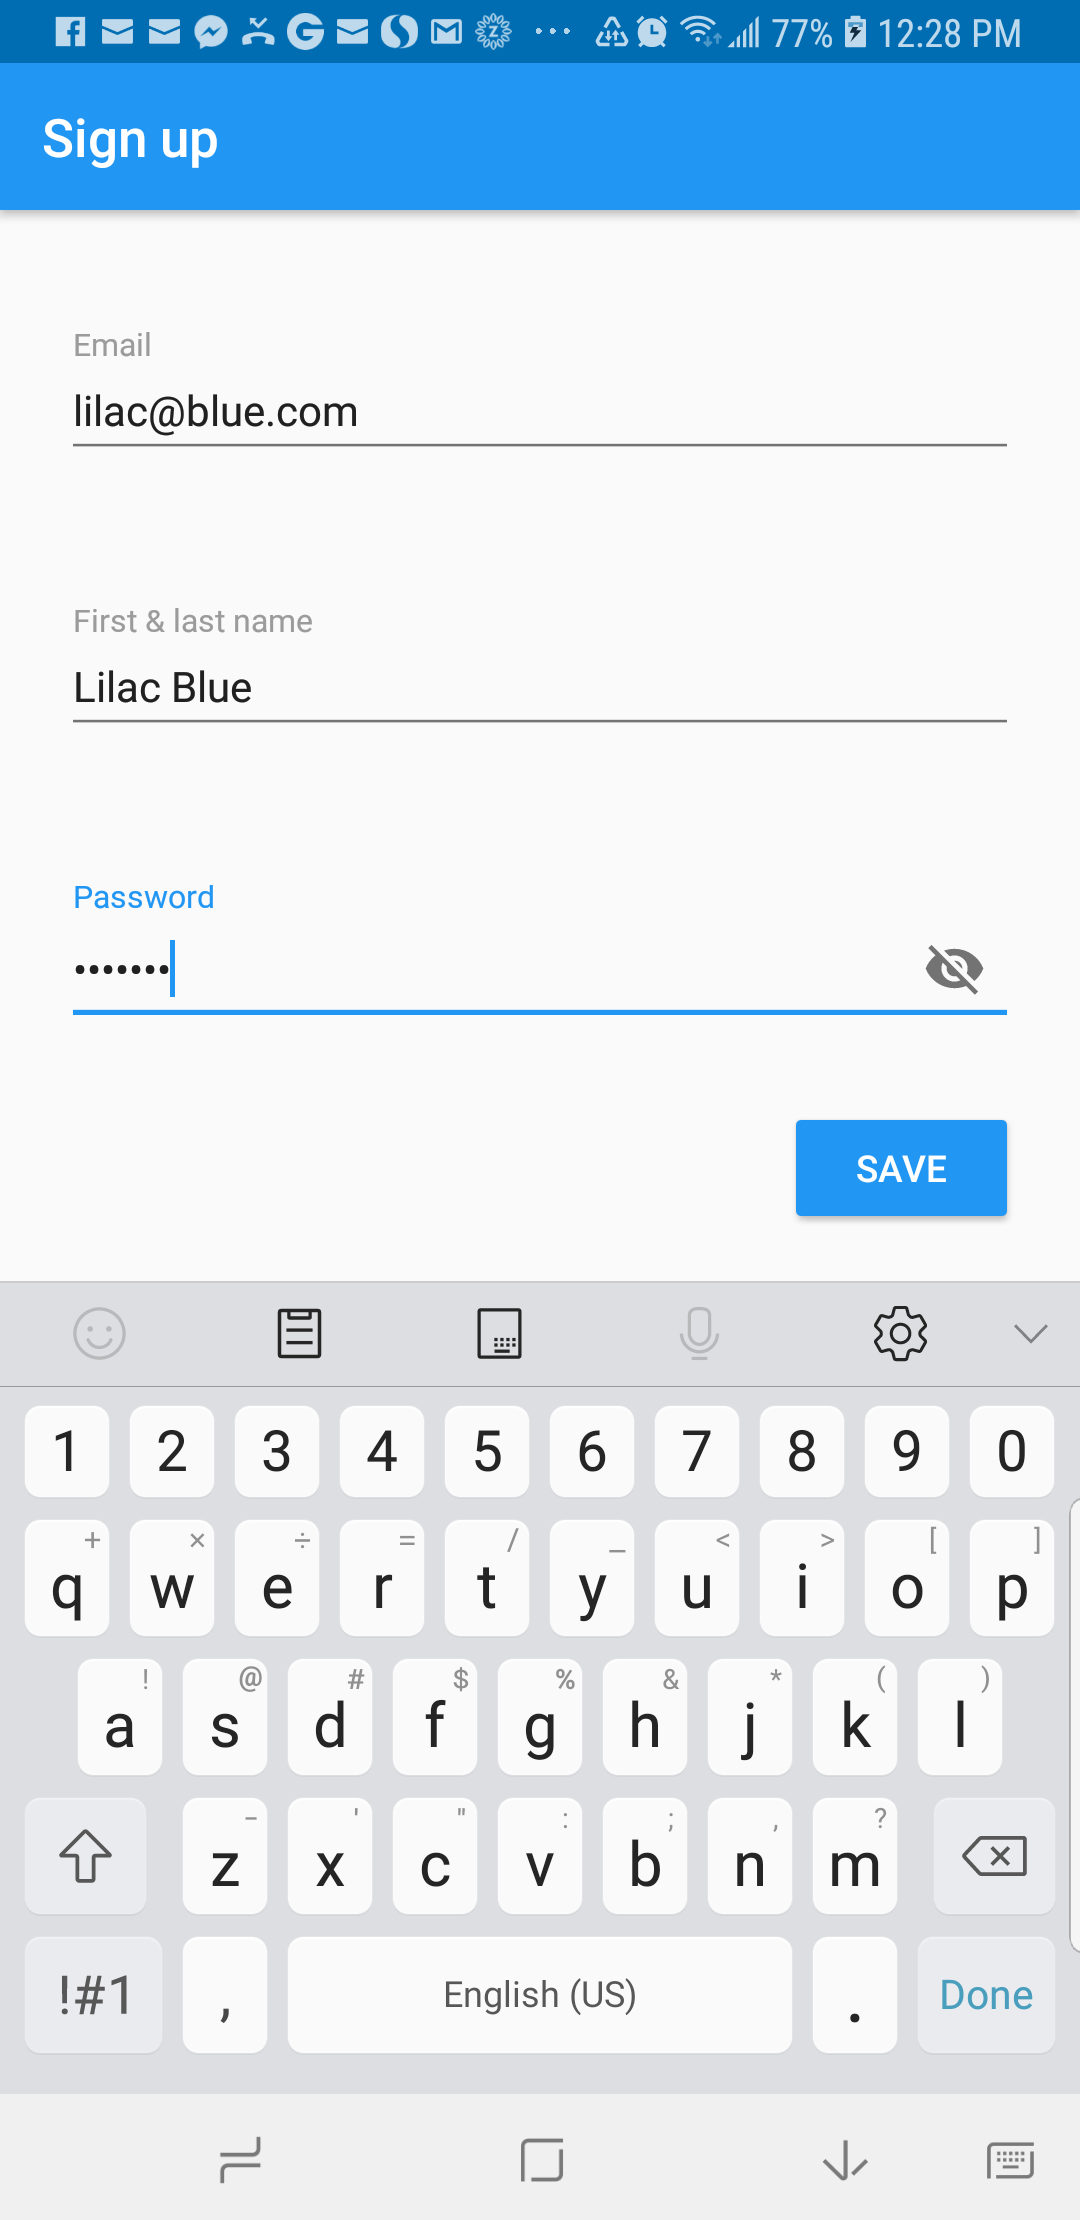 77% 12:28 PM
Sign up
Email
lilac@blue.com
First & last name
Lilac Blue
Password
•••••••
SAVE
1 2 3 4 5 6 7 8 9 0
+ × ÷ = / _ < > [ ]
q w e r t y u i o p
! @ # $ % & * ( )
a s d f g h j k l
- ' " : ; , ?
z x c v b n m
!#1 , English (US) . Done